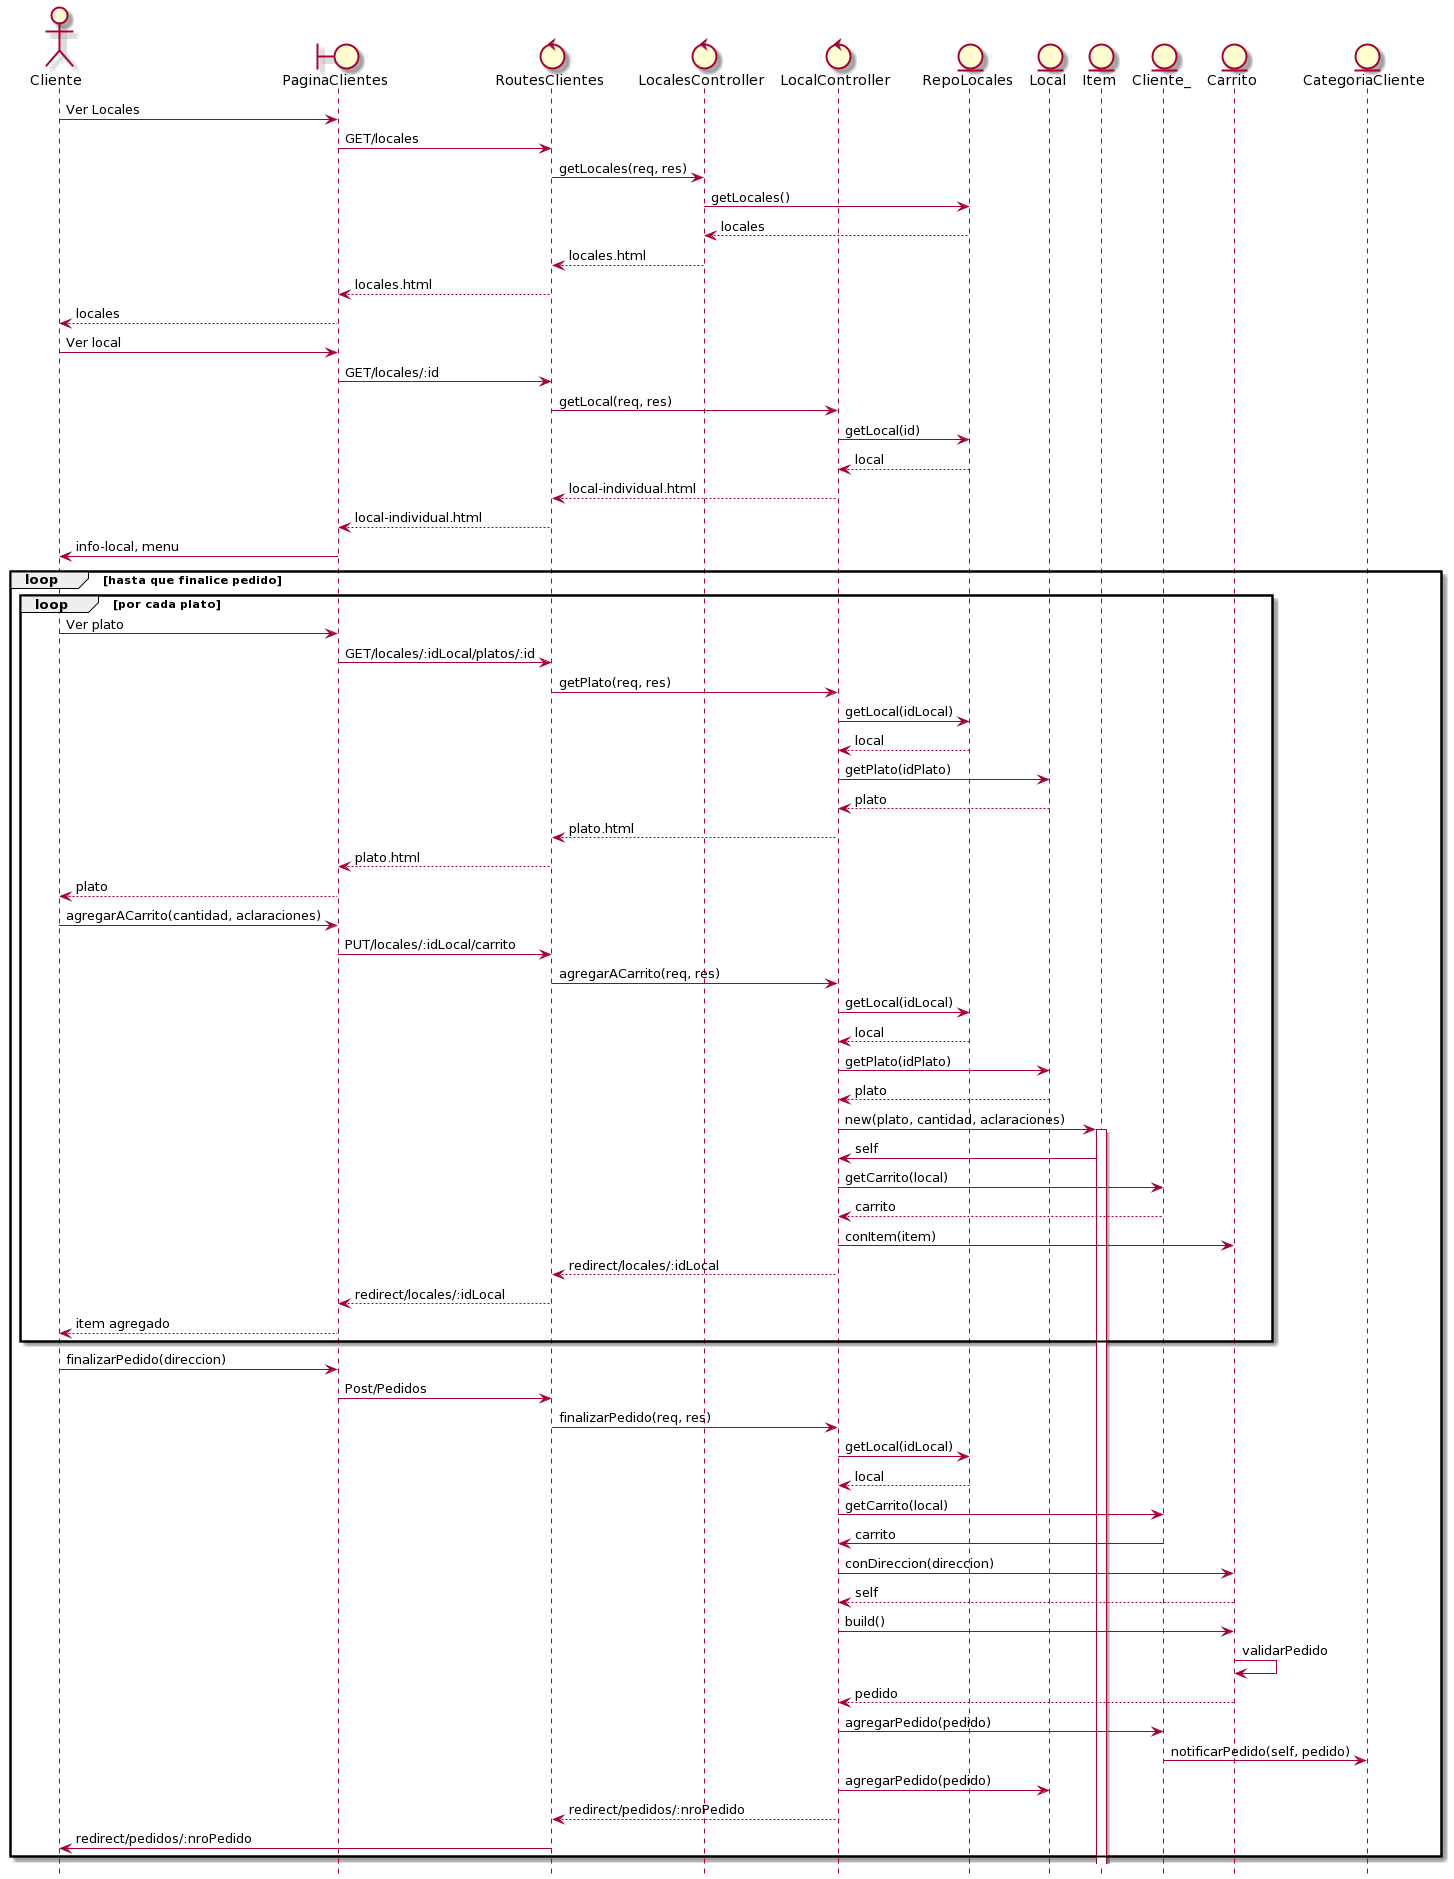 Cliente
PaginaClientes
RoutesClientes
LocalesController
LocalController
RepoLocales
Local
Item
Cliente_
Carrito
CategoriaCliente
Ver Locales
GET/locales
getLocales(req, res)
getLocales()
locales
locales.html
locales.html
locales
Ver local
GET/locales/:id
getLocal(req, res)
getLocal(id)
local
local-individual.html
local-individual.html
info-local, menu
loop [hasta que finalice pedido]
loop [por cada plato]
Ver plato
GET/locales/:idLocal/platos/:id
getPlato(req, res)
getLocal(idLocal)
local
getPlato(idPlato)
plato
plato.html
plato.html
plato
agregarACarrito(cantidad, aclaraciones)
PUT/locales/:idLocal/carrito
agregarACarrito(req, res)
getLocal(idLocal)
local
getPlato(idPlato)
plato
new(plato, cantidad, aclaraciones)
self
getCarrito(local)
carrito
conItem(item)
redirect/locales/:idLocal
redirect/locales/:idLocal
item agregado
finalizarPedido(direccion)
Post/Pedidos
finalizarPedido(req, res)
getLocal(idLocal)
local
getCarrito(local)
carrito
conDireccion(direccion)
self
build()
validarPedido
pedido
agregarPedido(pedido)
notificarPedido(self, pedido)
agregarPedido(pedido)
redirect/pedidos/:nroPedido
redirect/pedidos/:nroPedido